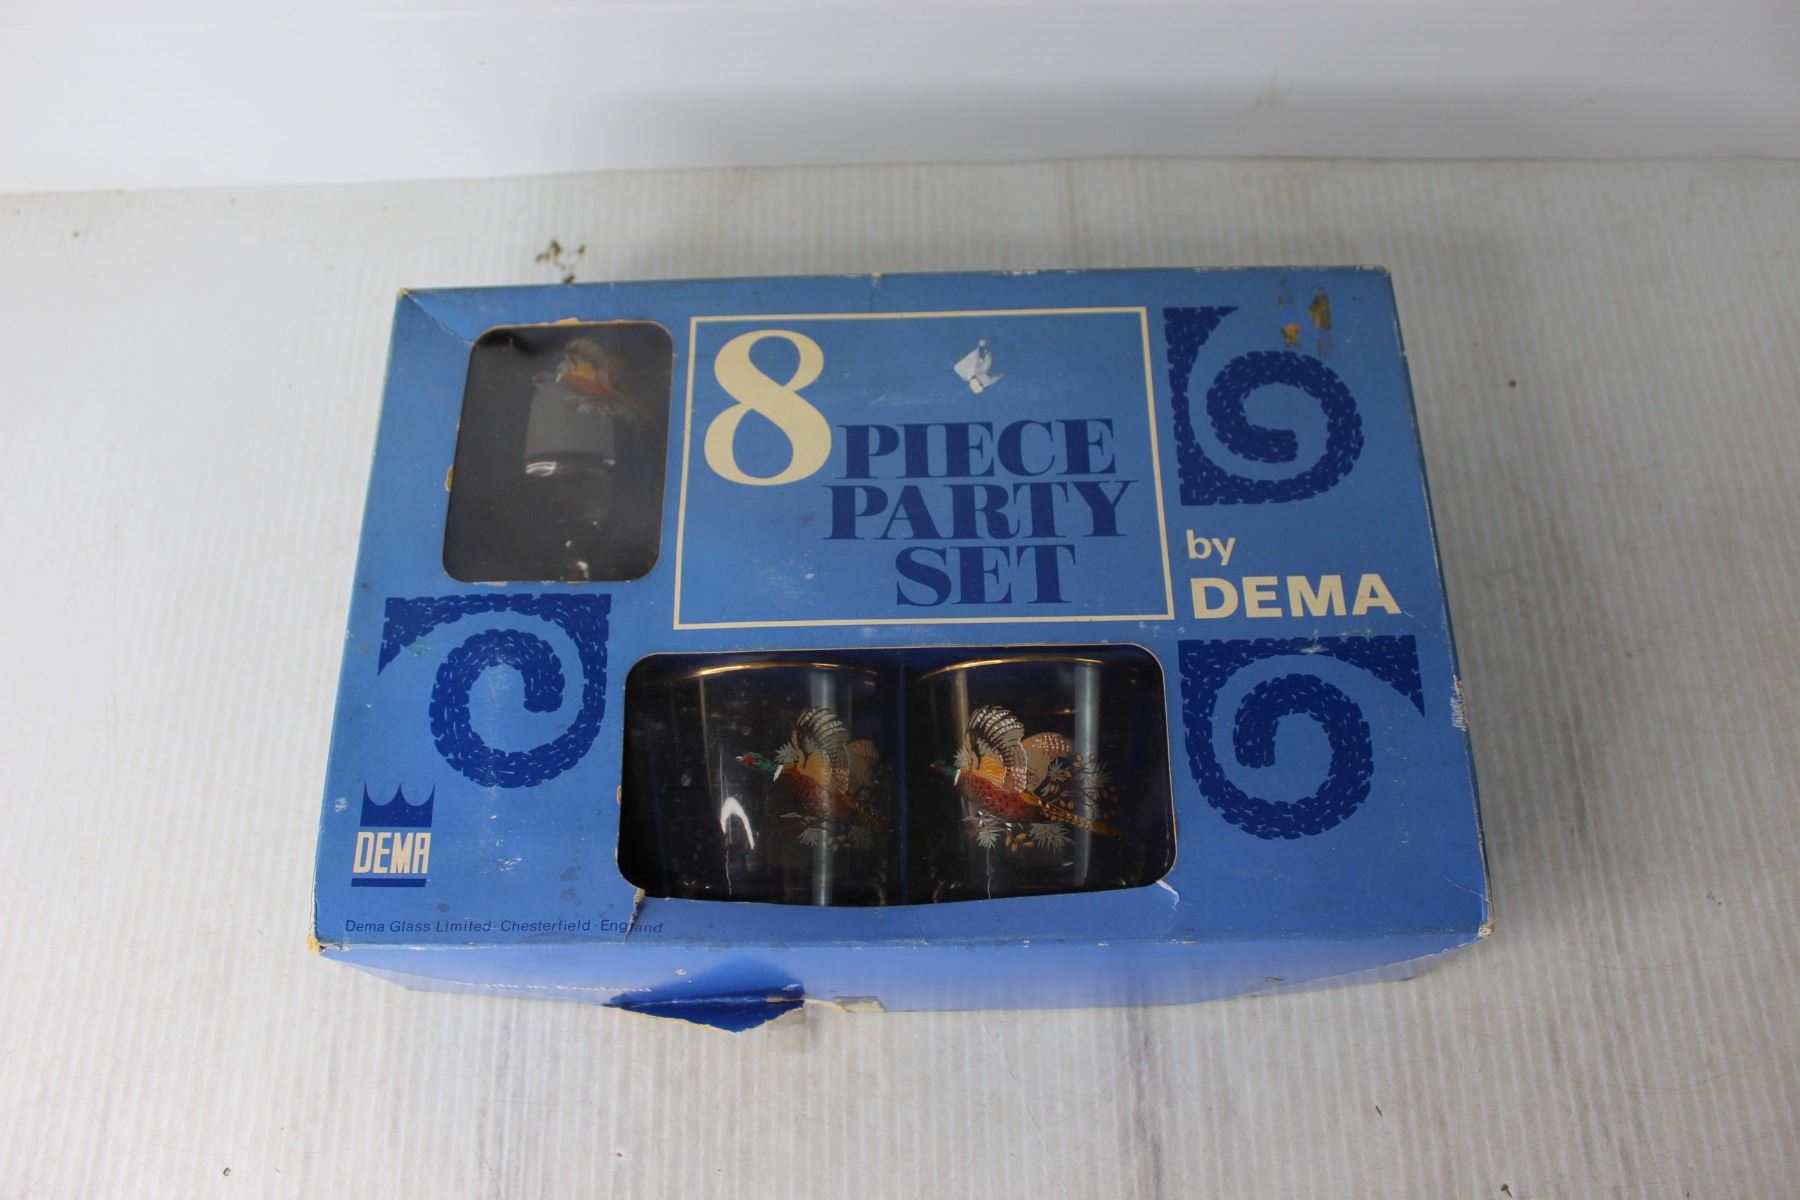 8 PIECE
PARTY
SET
by
DEMA
DEMA
Dema Glass Limited · Chesterfield · England